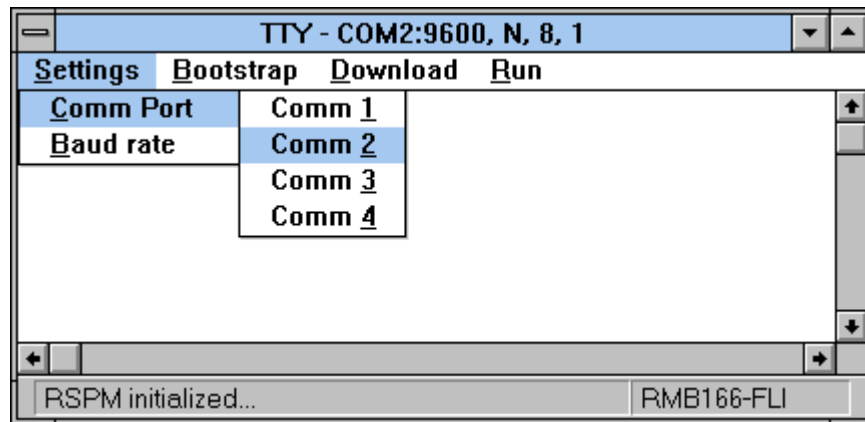 TTY - COM2:9600, N, 8, 1
Settings Bootstrap Download Run
Comm Port Comm 1
Baud rate Comm 2
Comm 3
Comm 4
RSPM initialized... RMB166-FLI